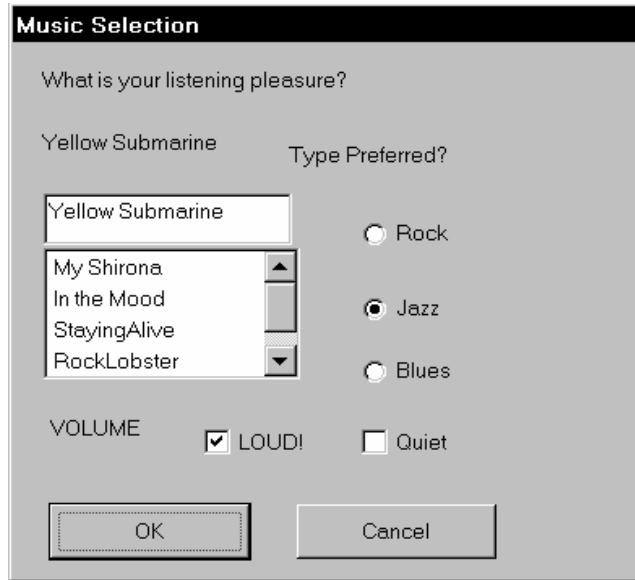 Music Selection
What is your listening pleasure?
Yellow Submarine
Type Preferred?
Yellow Submarine
Rock
My Shirona
In the Mood
Jazz
StayingAlive
RockLobster
Blues
VOLUME
LOUD!
Quiet
OK
Cancel